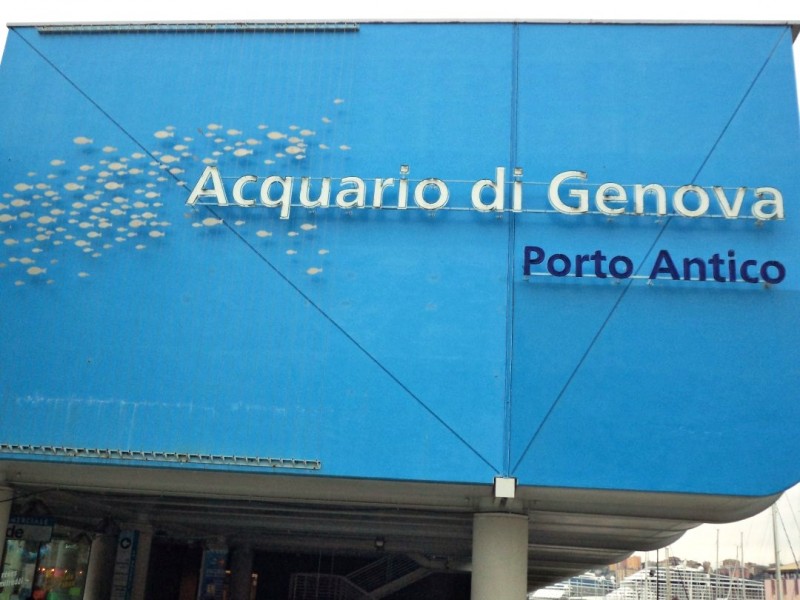 Acquario di Genova
Porto Antico